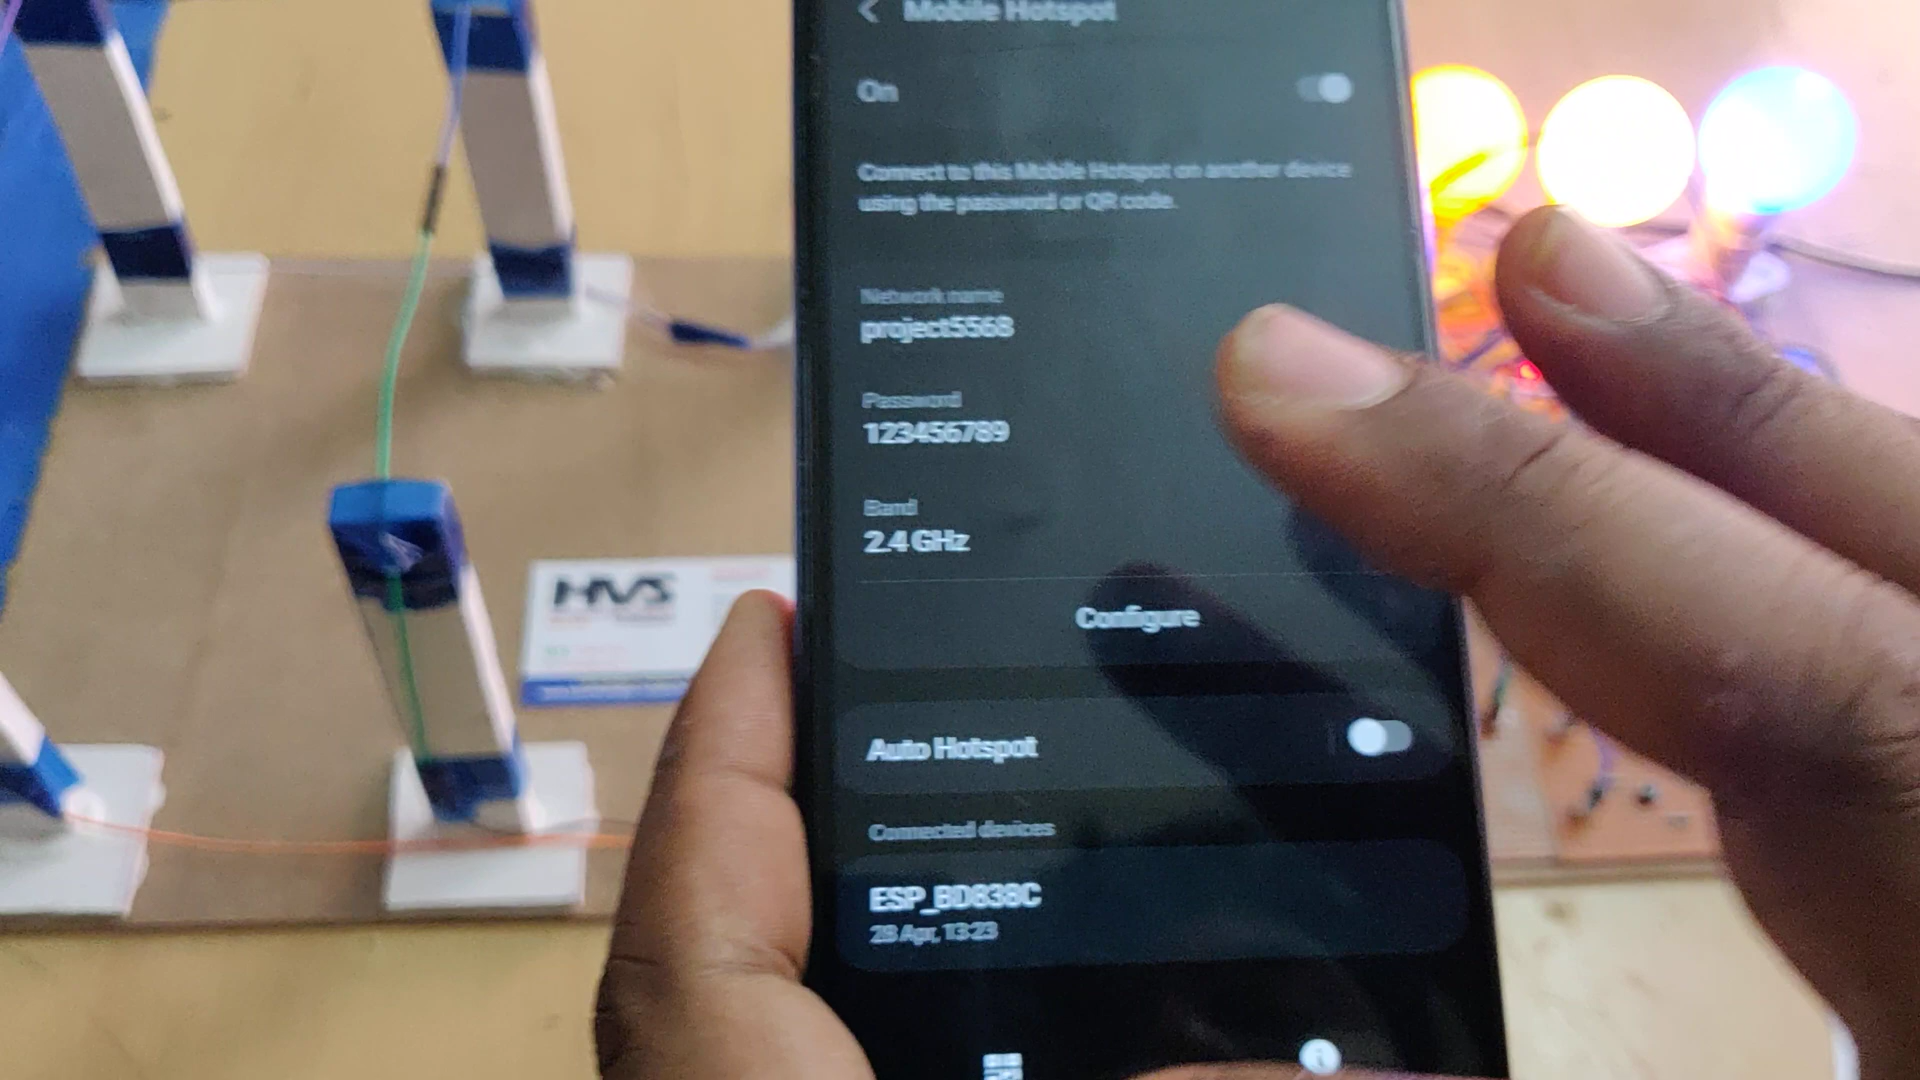 Mobile Hotspot
On
Connect to this Mobile Hotspot on another device
using the password or QR code.
Network name
project5568
Password
123456789
Band
2.4 GHz
Configure
Auto Hotspot
Connected devices
ESP_BD838C
28 Apr, 13:23
HVS